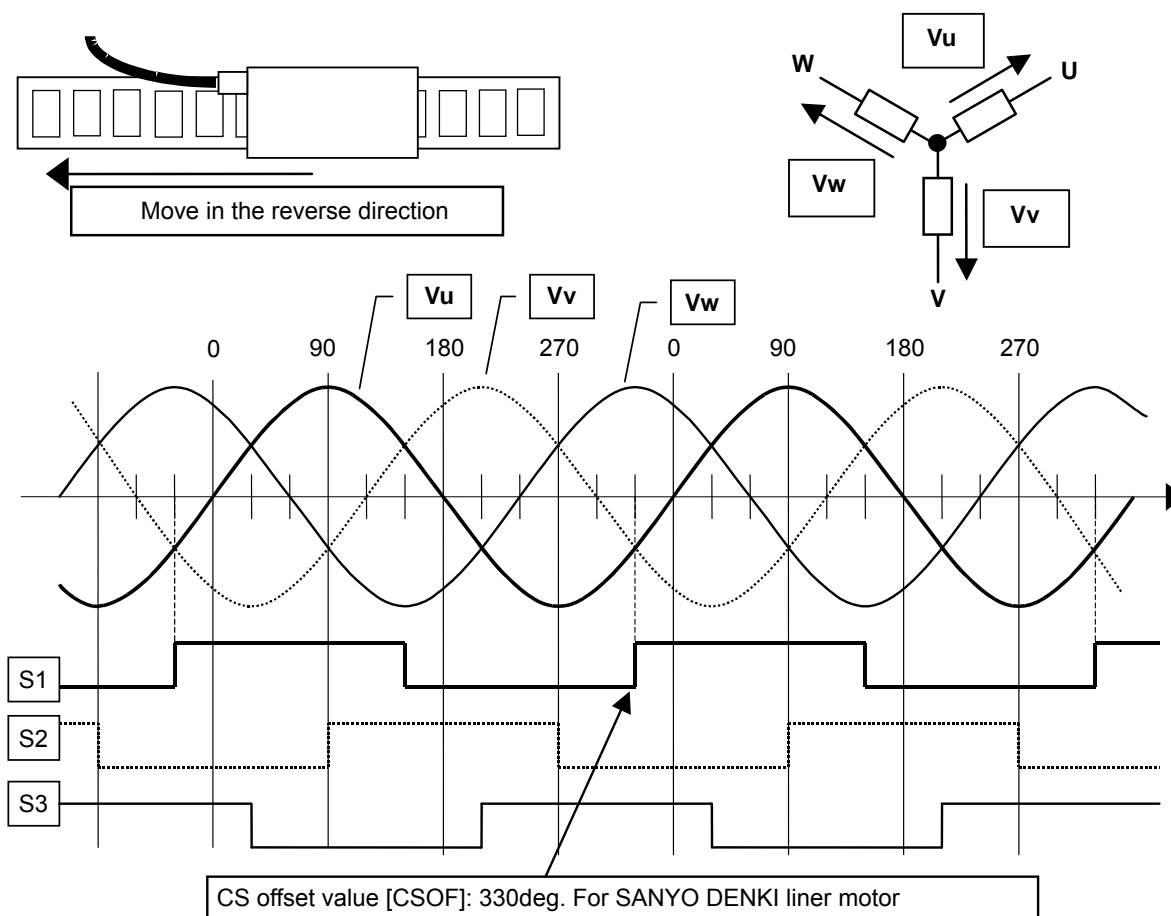 Vu
W
U
Move in the reverse direction
Vw
Vv
V
Vu
Vv
Vw
0 90 180 270 0 90 180 270
S1
S2
S3
CS offset value [CSOF]: 330deg. For SANYO DENKI liner motor